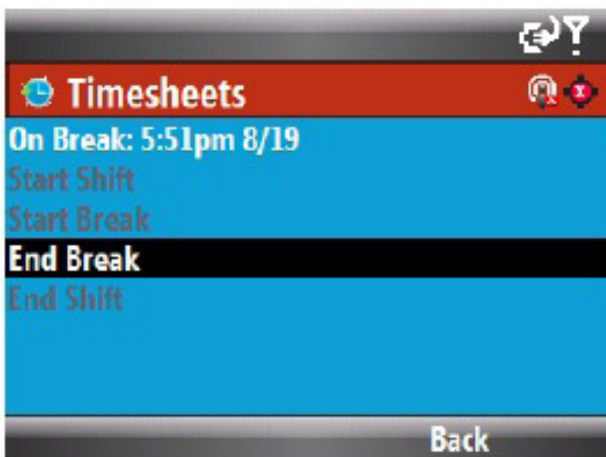 Timesheets
On Break: 5:51pm 8/19
Start Shift
Start Break
End Break
End Shift
Back